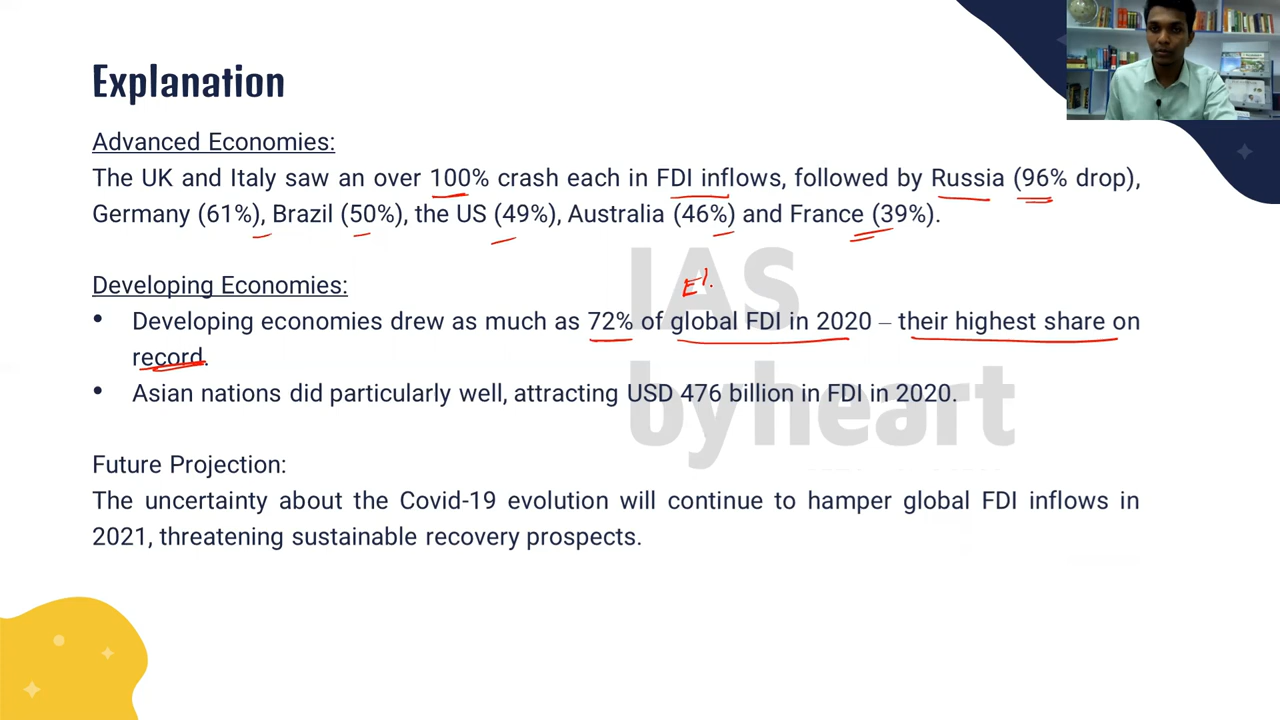 Explanation
Advanced Economies:
The UK and Italy saw an over 100% crash each in FDI inflows, followed by Russia (96% drop),
Germany (61%), Brazil (50%), the US (49%), Australia (46%) and France (39%).
Developing Economies:
• Developing economies drew as much as 72% of global FDI in 2020 – their highest share on
record.
• Asian nations did particularly well, attracting USD 476 billion in FDI in 2020.
Future Projection:
The uncertainty about the Covid-19 evolution will continue to hamper global FDI inflows in
2021, threatening sustainable recovery prospects.
IAS
byheart